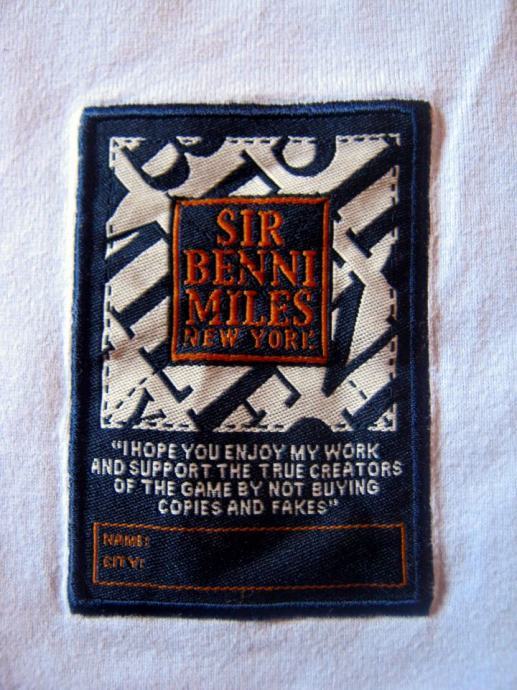 SIR
BENNI
MILES
NEW YORK
"I HOPE YOU ENJOY MY WORK
AND SUPPORT THE TRUE CREATORS
OF THE GAME BY NOT BUYING
COPIES AND FAKES"
NAME:
CITY: